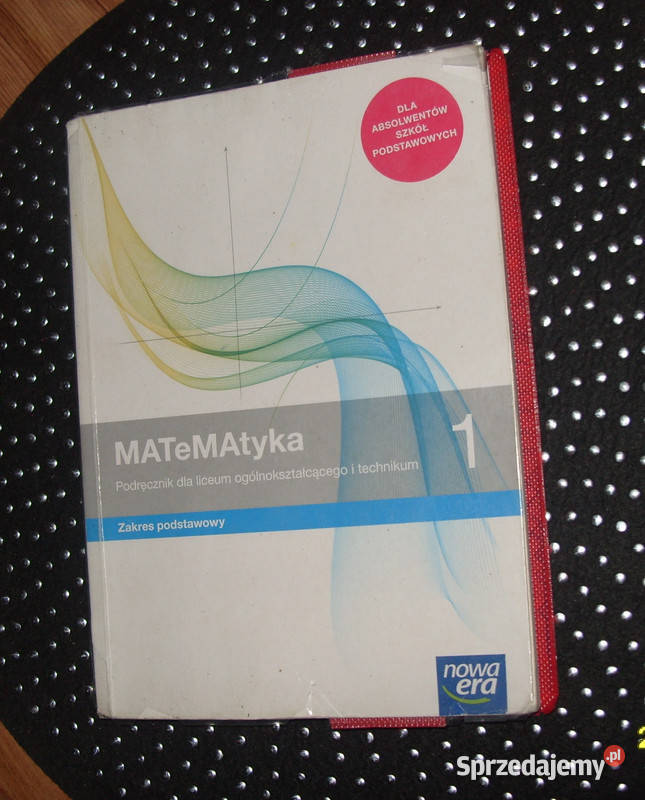 DLA
ABSOLWENTÓW
SZKÓŁ
PODSTAWOWYCH
MATeMAtyka 1
Podręcznik dla liceum ogólnokształcącego i technikum
Zakres podstawowy
nowa
era
Sprzedajemy.pl